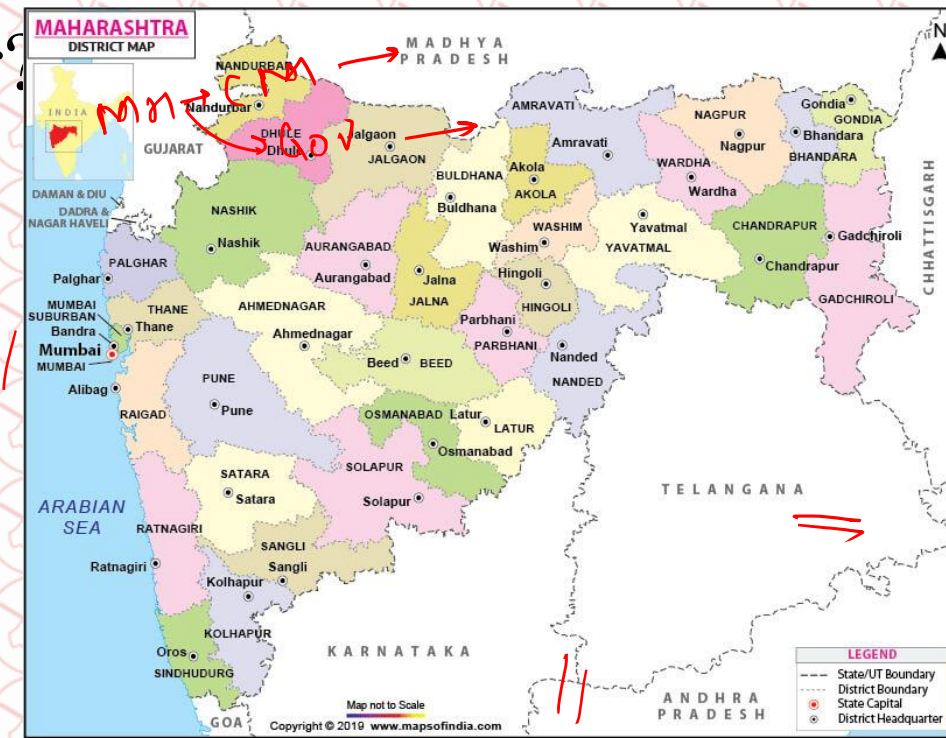 MAHARASHTRA
DISTRICT MAP
N
MADHYA
PRADESH
INDIA
NANDURBAR
Nandurbar
MH → CM →
→ GOV →
GUJARAT
DHULE
Dhule
Jalgaon
JALGAON
AMRAVATI
Amravati
NAGPUR
Nagpur
Gondia
GONDIA
Bhandara
BHANDARA
WARDHA
Wardha
BULDHANA
Buldhana
Akola
AKOLA
DAMAN & DIU
DADRA &
NAGAR HAVELI
NASHIK
Nashik
AURANGABAD
Aurangabad
Jalna
JALNA
WASHIM
Washim
Yavatmal
YAVATMAL
CHANDRAPUR
Chandrapur
Gadchiroli
GADCHIROLI
CHHATTISGARH
PALGHAR
Palghar
Hingoli
HINGOLI
MUMBAI
SUBURBAN
Bandra
Mumbai
MUMBAI
THANE
Thane
AHMEDNAGAR
Ahmednagar
Parbhani
PARBHANI
Beed
BEED
Nanded
NANDED
Alibag
RAIGAD
PUNE
Pune
OSMANABAD
Osmanabad
Latur
LATUR
SATARA
Satara
SOLAPUR
Solapur
TELANGANA
ARABIAN
SEA
RATNAGIRI
Ratnagiri
SANGLI
Sangli
Kolhapur
KOLHAPUR
Oros
SINDHUDURG
KARNATAKA
GOA
ANDHRA
PRADESH
LEGEND
State/UT Boundary
District Boundary
State Capital
District Headquarter
Map not to Scale
Copyright © 2019 www.mapsofindia.com